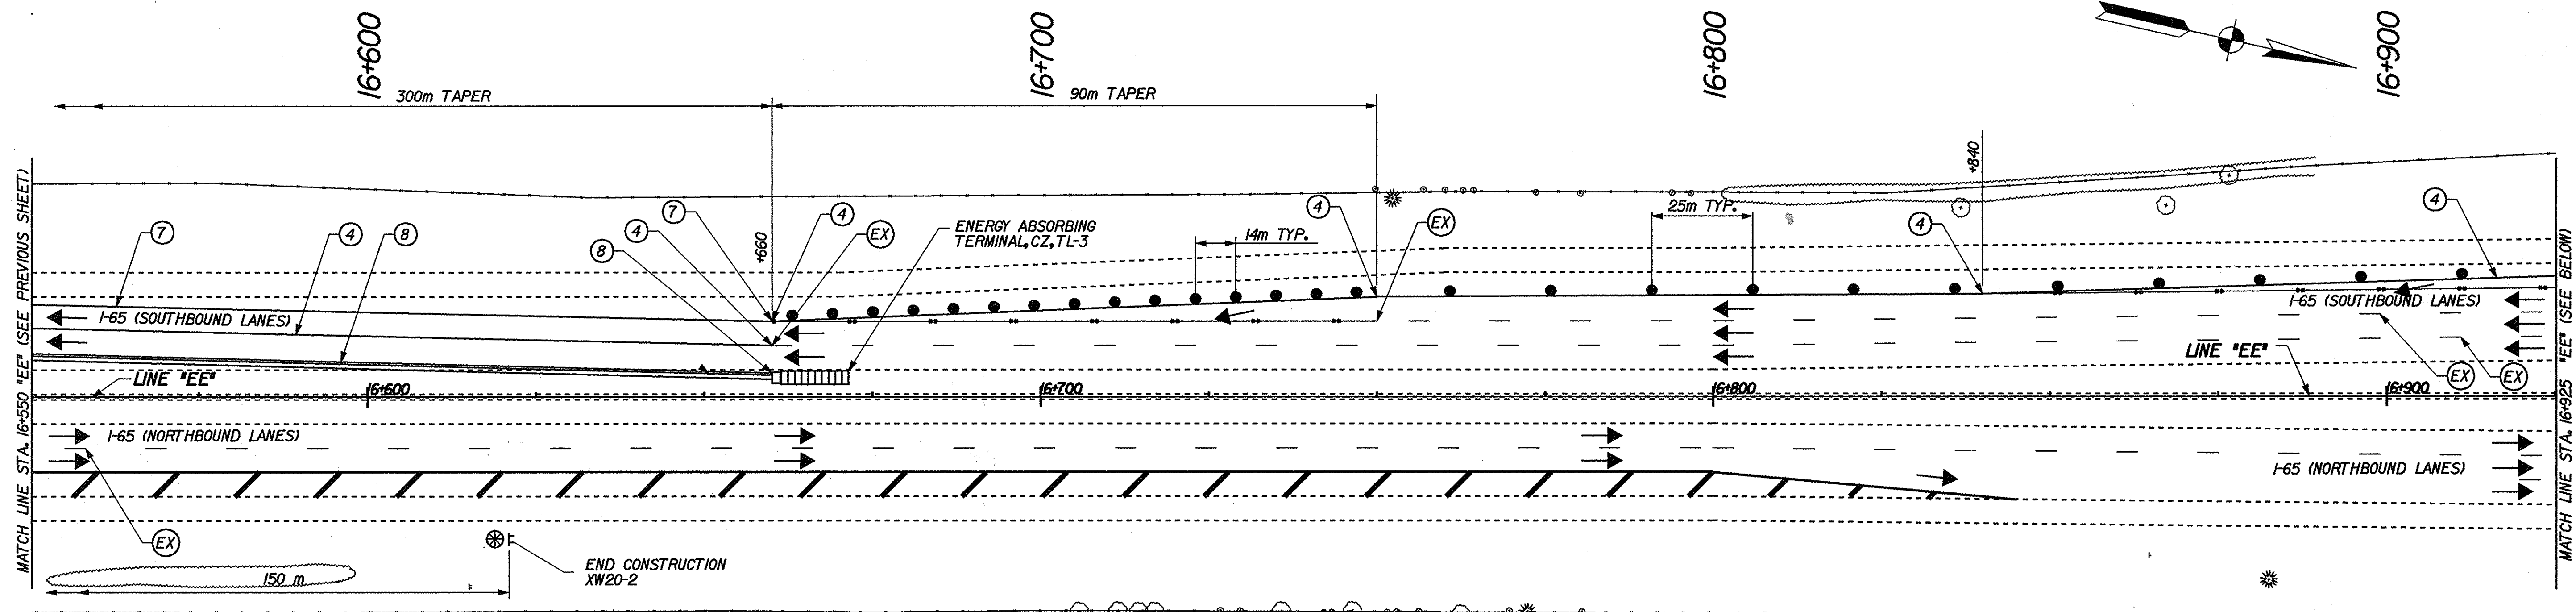 16+600
16+700
16+800
16+900
300m TAPER
90m TAPER
+840
+660
MATCH LINE STA. 16+550 "EE" (SEE PREVIOUS SHEET)
7
4
8
7
4
8
4
EX
ENERGY ABSORBING
TERMINAL, CZ, TL-3
14m TYP.
4
EX
25m TYP.
4
4
I-65 (SOUTHBOUND LANES)
I-65 (SOUTHBOUND LANES)
LINE "EE"
LINE "EE"
EX
EX
16+600
16+700
16+800
16+900
I-65 (NORTHBOUND LANES)
I-65 (NORTHBOUND LANES)
EX
END CONSTRUCTION
XW20-2
150 m
MATCH LINE STA. 16+925 "EE" (SEE BELOW)